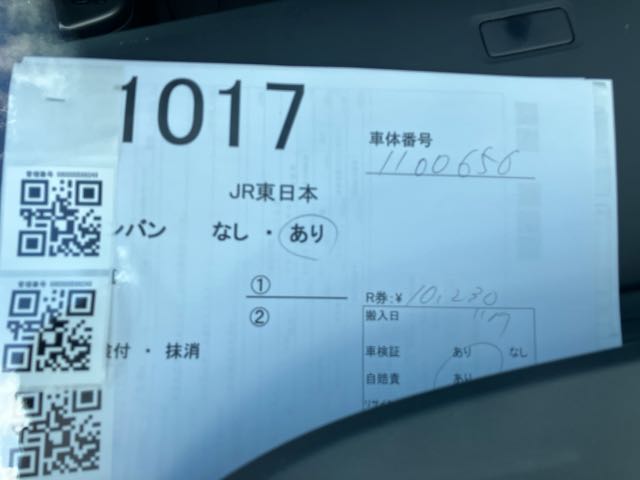 1017
車体番号
1100656
JR東日本
ンバン なし ・ あり
①
②
R券:¥ 10,230
搬入日
車検証 あり なし
付 ・ 抹消
自賠責 あり